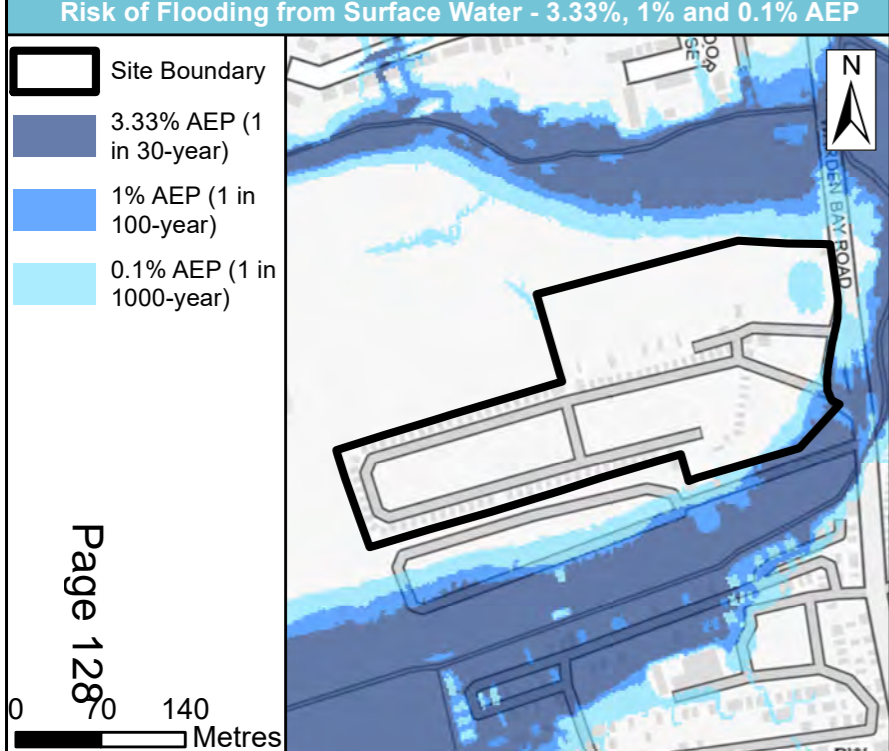 Risk of Flooding from Surface Water - 3.33%, 1% and 0.1% AEP
Site Boundary
3.33% AEP (1
in 30-year)
1% AEP (1 in
100-year)
0.1% AEP (1 in
1000-year)
N
BAY ROAD
Page 128
0 70 140
Metres